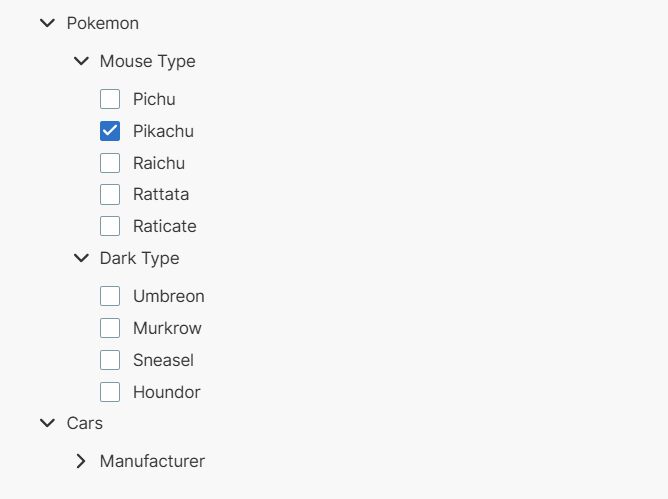 Pokemon
Mouse Type
Pichu
Pikachu
Raichu
Rattata
Raticate
Dark Type
Umbreon
Murkrow
Sneasel
Houndor
Cars
Manufacturer